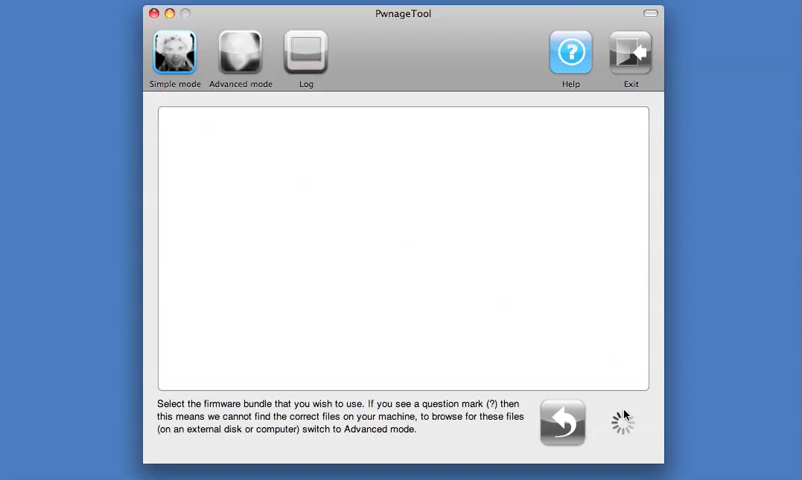 PwnageTool
Simple mode Advanced mode Log Help Exit
Select the firmware bundle that you wish to use. If you see a question mark (?) then
this means we cannot find the correct files on your machine, to browse for these files
(on an external disk or computer) switch to Advanced mode.